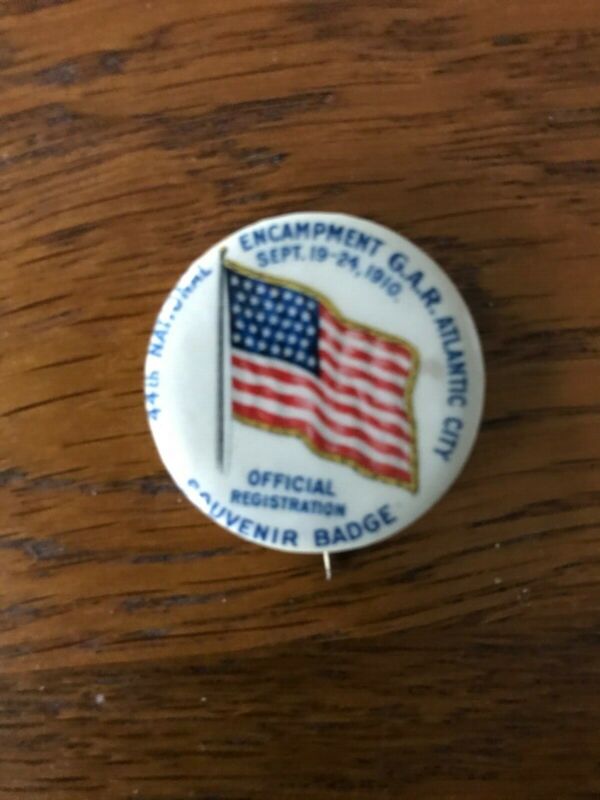 44th NATIONAL ENCAMPMENT G.A.R. ATLANTIC CITY
SEPT. 19-24, 1910.
OFFICIAL
REGISTRATION
SOUVENIR BADGE